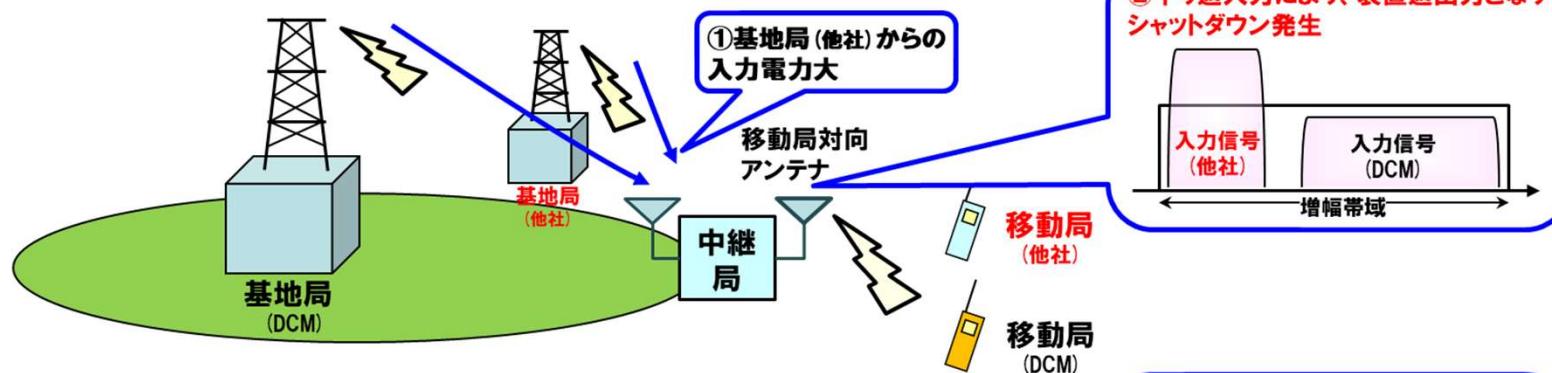 ①基地局(他社)からの
入力電力大
移動局対向
アンテナ
シャットダウン発生
入力信号
(他社)
入力信号
(DCM)
増幅帯域
基地局
(他社)
中継
局
移動局
(他社)
基地局
(DCM)
移動局
(DCM)